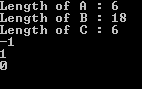 Length of A : 6
Length of B : 18
Length of C : 6
-1
1
0